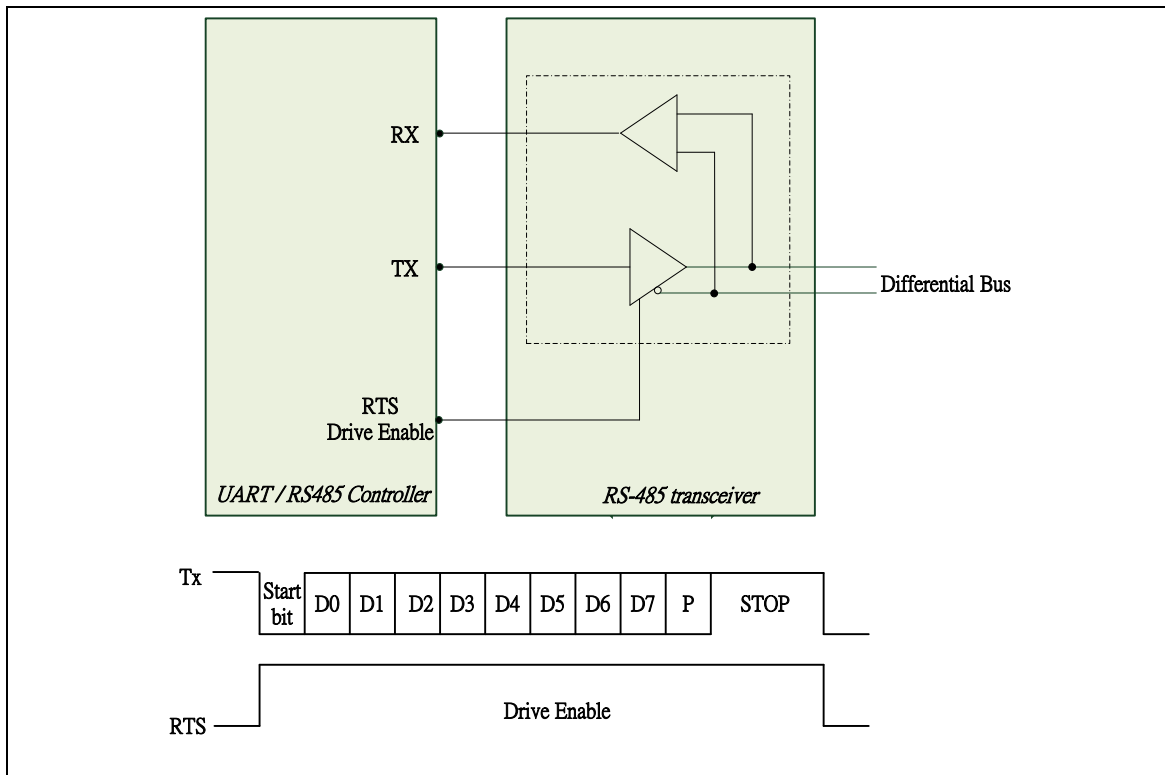 RX
TX
Differential Bus
RTS
Drive Enable
UART / RS485 Controller
RS-485 transceiver
Tx
Start
bit
D0 D1 D2 D3 D4 D5 D6 D7 P STOP
Drive Enable
RTS